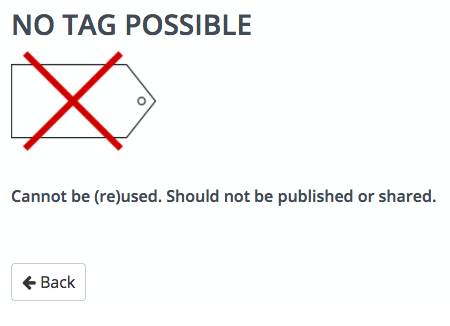 NO TAG POSSIBLE
Cannot be (re)used. Should not be published or shared.
Back